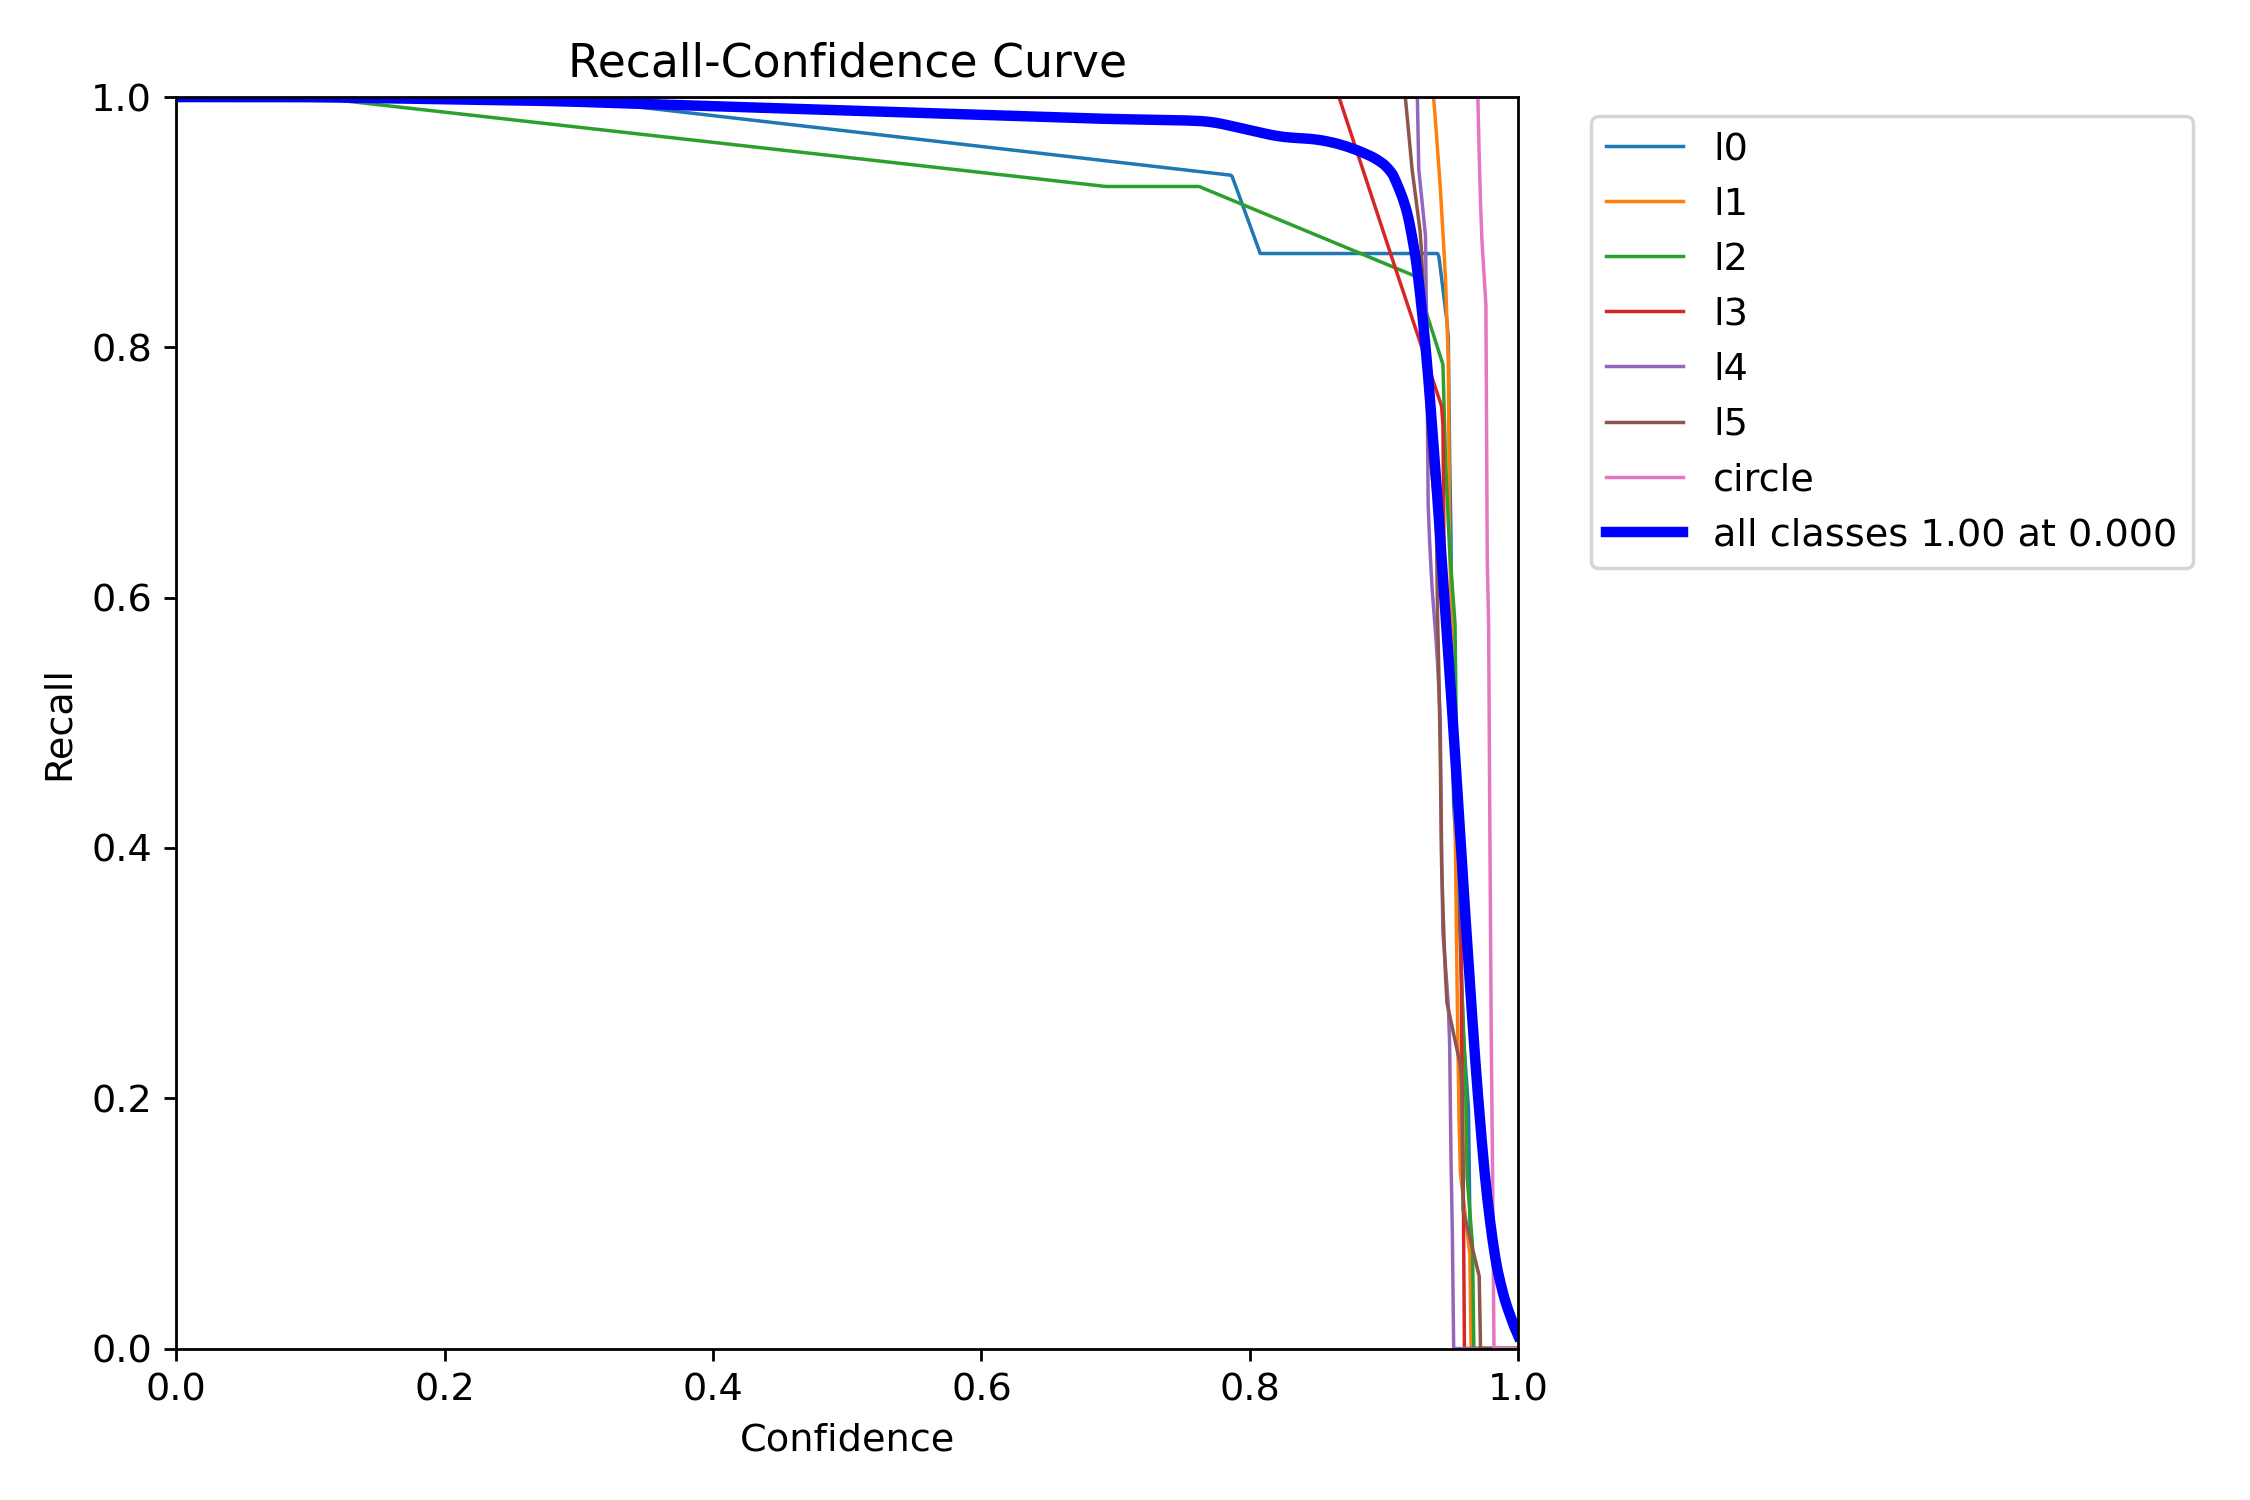 Recall-Confidence Curve
1.0
0.8
0.6
0.4
0.2
0.0
Recall
0.0 0.2 0.4 0.6 0.8 1.0
Confidence
l0
l1
l2
l3
l4
l5
circle
all classes 1.00 at 0.000